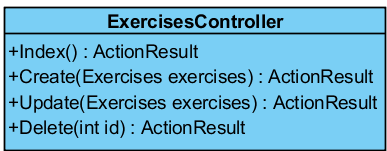 ExercisesController
+Index() : ActionResult
+Create(Exercises exercises) : ActionResult
+Update(Exercises exercises) : ActionResult
+Delete(int id) : ActionResult